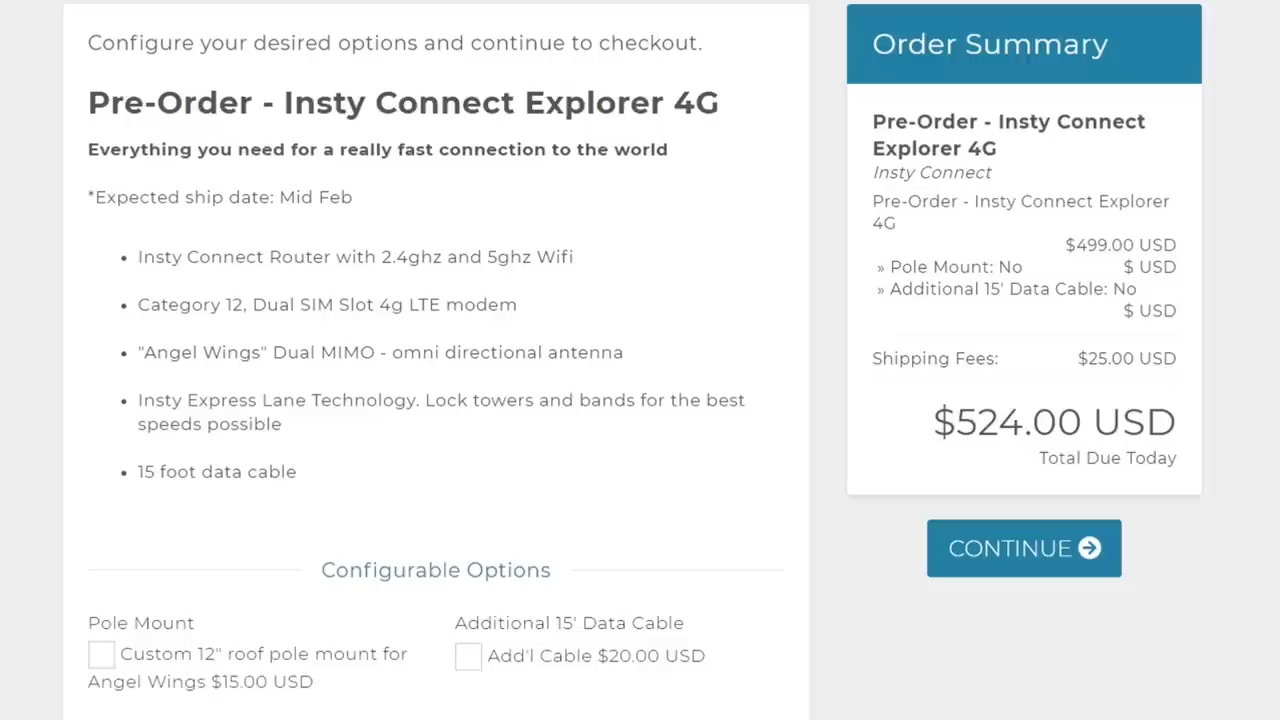 Configure your desired options and continue to checkout.
Pre-Order - Insty Connect Explorer 4G
Everything you need for a really fast connection to the world
*Expected ship date: Mid Feb
• Insty Connect Router with 2.4ghz and 5ghz Wifi
• Category 12, Dual SIM Slot 4g LTE modem
• "Angel Wings" Dual MIMO - omni directional antenna
• Insty Express Lane Technology. Lock towers and bands for the best
speeds possible
• 15 foot data cable
Configurable Options
Pole Mount
Custom 12" roof pole mount for
Angel Wings $15.00 USD
Additional 15' Data Cable
Add'l Cable $20.00 USD
Order Summary
Pre-Order - Insty Connect
Explorer 4G
Insty Connect
Pre-Order - Insty Connect Explorer
4G
$499.00 USD
» Pole Mount: No $ USD
» Additional 15' Data Cable: No
$ USD
Shipping Fees: $25.00 USD
$524.00 USD
Total Due Today
CONTINUE